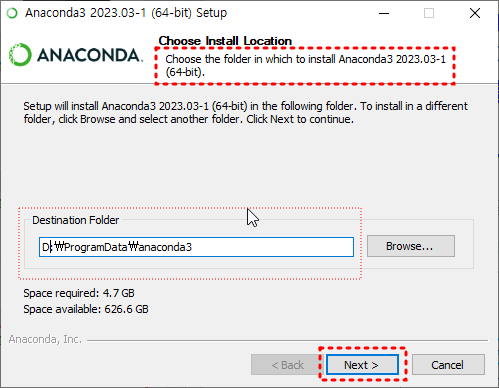 Anaconda3 2023.03-1 (64-bit) Setup
ANACONDA.
Choose Install Location
Choose the folder in which to install Anaconda3 2023.03-1
(64-bit).
Setup will install Anaconda3 2023.03-1 (64-bit) in the following folder. To install in a different
folder, click Browse and select another folder. Click Next to continue.
Destination Folder
D:₩ProgramData₩anaconda3
Browse...
Space required: 4.7 GB
Space available: 626.6 GB
Anaconda, Inc.
< Back
Next >
Cancel